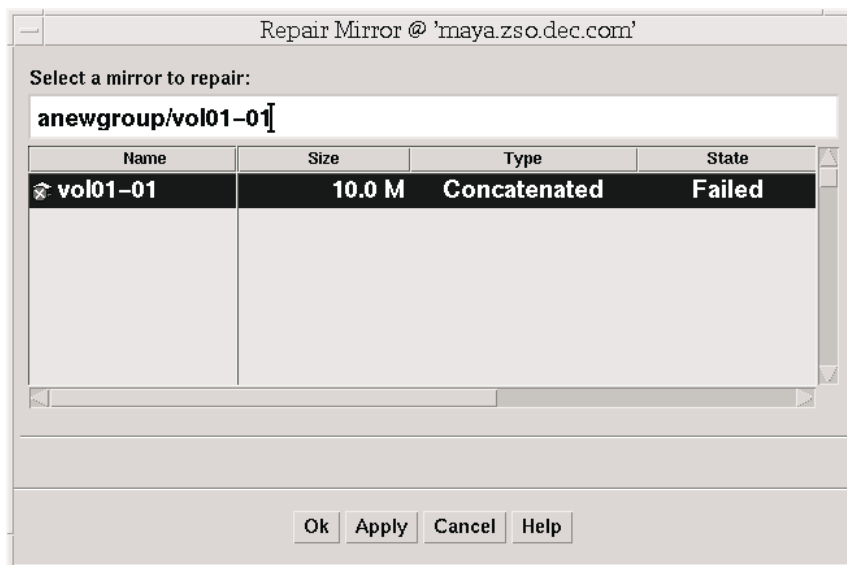 Repair Mirror @ 'maya.zso.dec.com'
Select a mirror to repair:
anewgroup/vol01-01
Name Size Type State
vol01-01 10.0 M Concatenated Failed
Ok Apply Cancel Help